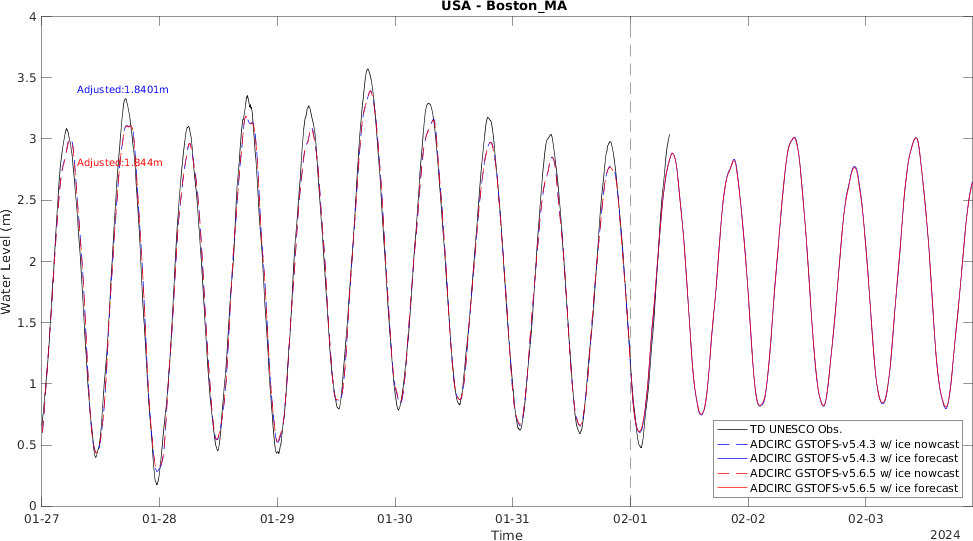 USA - Boston_MA
4
3.5
3
2.5
2
1.5
1
0.5
0
Water Level (m)
Adjusted:1.8401m
Adjusted:1.844m
TD UNESCO Obs.
ADCIRC GSTOFS-v5.4.3 w/ ice nowcast
ADCIRC GSTOFS-v5.4.3 w/ ice forecast
ADCIRC GSTOFS-v5.6.5 w/ ice nowcast
ADCIRC GSTOFS-v5.6.5 w/ ice forecast
01-27 01-28 01-29 01-30 01-31 02-01 02-02 02-03
Time
2024